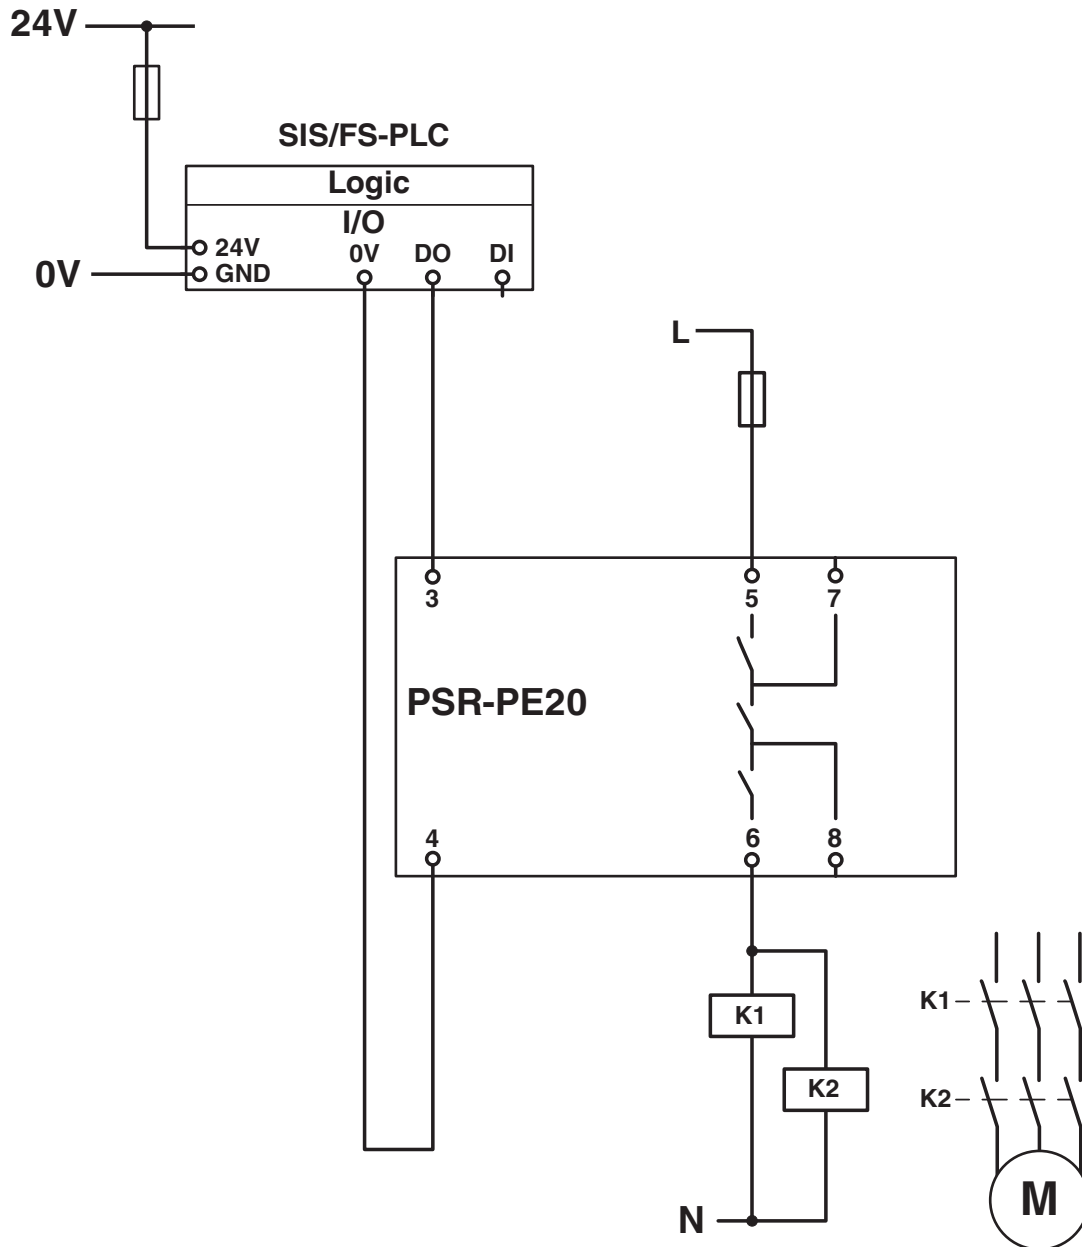 24V
SIS/FS-PLC
Logic
I/O
24V
0V DO DI
0V
GND
L
3
5 7
PSR-PE20
4
6 8
K1
K1
K2
K2
N
M